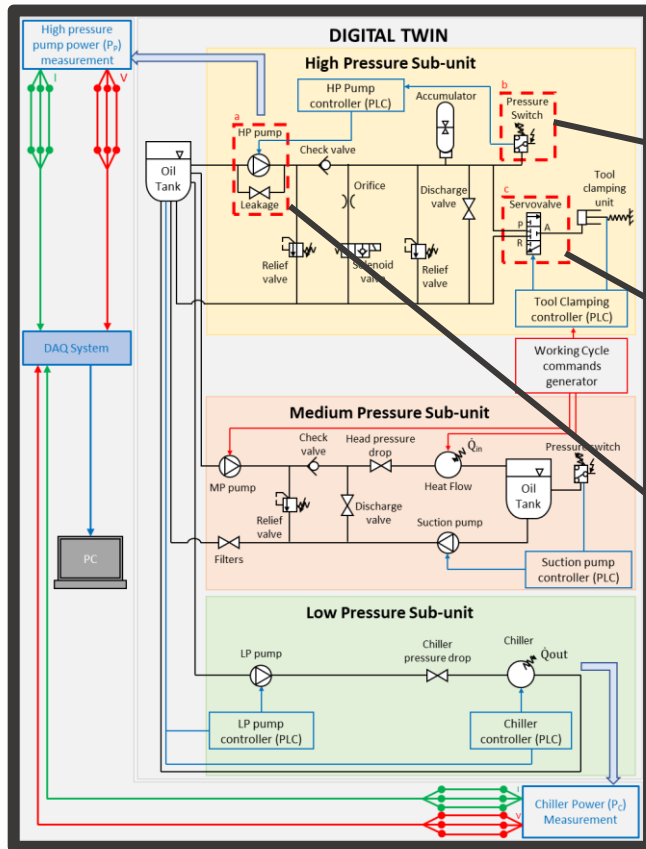 DIGITAL TWIN
High pressure
pump power (Pₚ)
measurement
I
V
High Pressure Sub-unit
HP Pump
controller (PLC)
Accumulator
b
Pressure
Switch
a
HP pump
Check valve
Oil
Tank
Leakage
Orifice
Discharge
valve
c
Servovalve
P
A
R
Tool
clamping
unit
Relief
valve
Solenoid
valve
Relief
valve
Tool Clamping
controller (PLC)
DAQ System
Working Cycle
commands
generator
Medium Pressure Sub-unit
Check
valve
Head pressure
drop
Q̇in
Pressure switch
MP pump
Heat Flow
Oil
Tank
Relief
valve
Discharge
valve
Suction pump
Filters
PC
Suction pump
controller (PLC)
Low Pressure Sub-unit
LP pump
Chiller
pressure drop
Chiller
Q̇out
LP pump
controller (PLC)
Chiller
controller (PLC)
I
V
Chiller Power (P_C)
Measurement